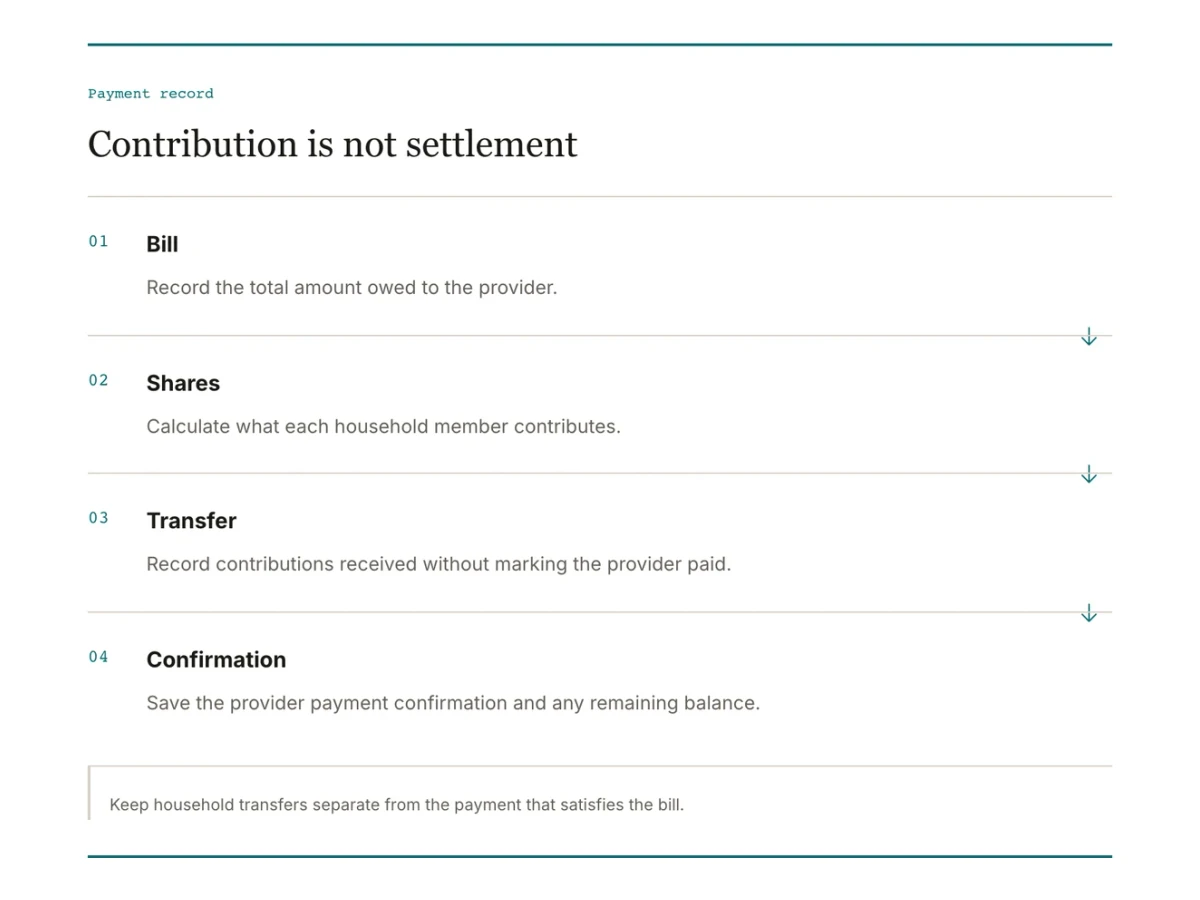 Payment record
Contribution is not settlement
01 Bill
Record the total amount owed to the provider.
02 Shares
Calculate what each household member contributes.
03 Transfer
Record contributions received without marking the provider paid.
04 Confirmation
Save the provider payment confirmation and any remaining balance.
Keep household transfers separate from the payment that satisfies the bill.